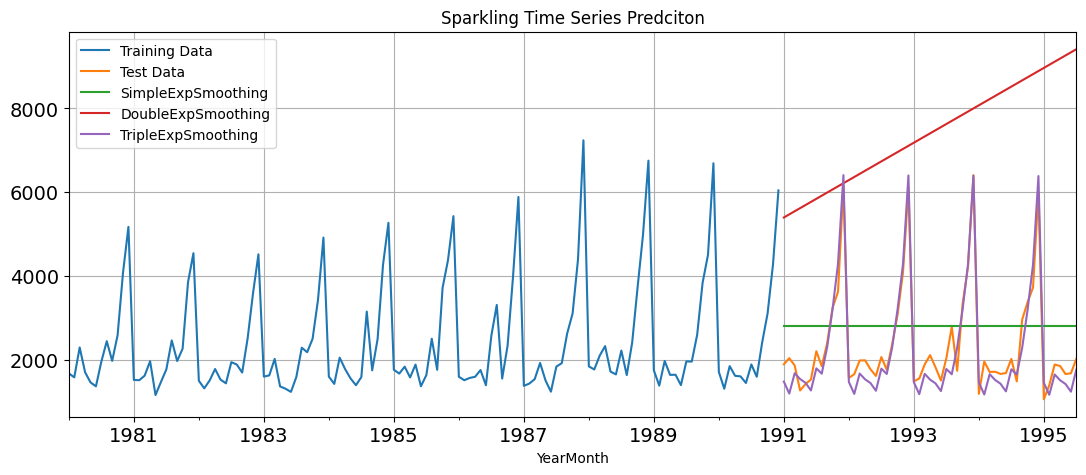 Sparkling Time Series Predciton
Training Data
Test Data
SimpleExpSmoothing
DoubleExpSmoothing
TripleExpSmoothing
8000
6000
4000
2000
1981 1983 1985 1987 1989 1991 1993 1995
YearMonth